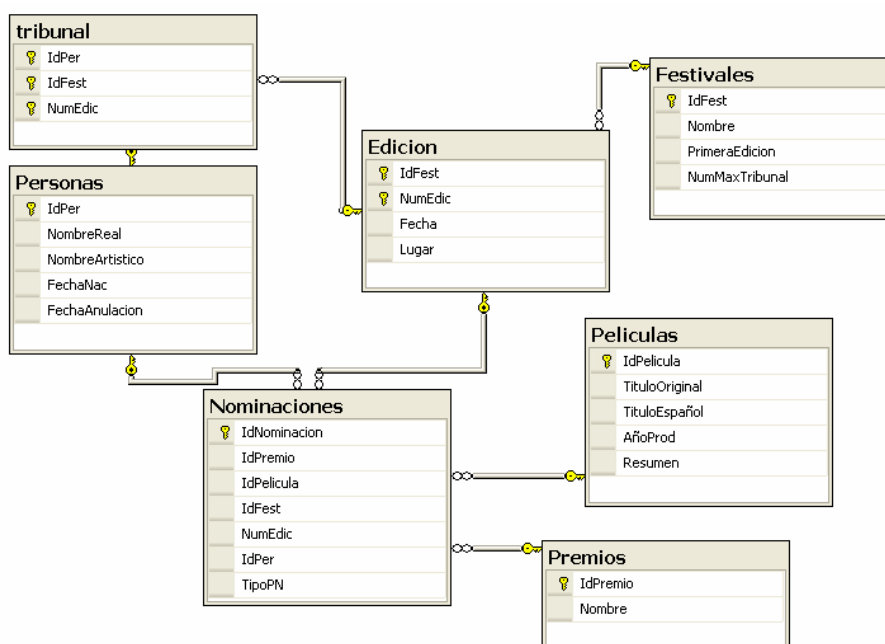 tribunal
IdPer
IdFest
NumEdic
Personas
IdPer
NombreReal
NombreArtistico
FechaNac
FechaAnulacion
Edicion
IdFest
NumEdic
Fecha
Lugar
Festivales
IdFest
Nombre
PrimeraEdicion
NumMaxTribunal
Nominaciones
IdNominacion
IdPremio
IdPelicula
IdFest
NumEdic
IdPer
TipoPN
Peliculas
IdPelicula
TituloOriginal
TituloEspañol
AñoProd
Resumen
Premios
IdPremio
Nombre